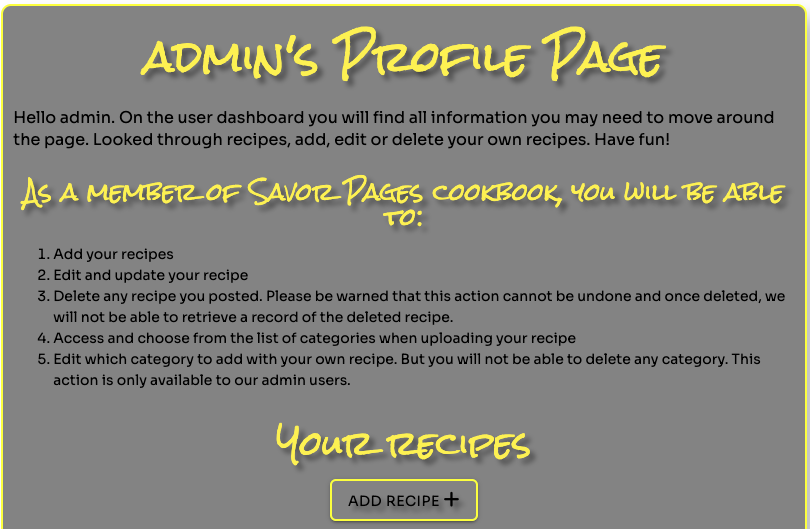 admin's Profile Page
Hello admin. On the user dashboard you will find all information you may need to move around
the page. Looked through recipes, add, edit or delete your own recipes. Have fun!
As a member of Savor Pages cookbook, you will be able
to:
1. Add your recipes
2. Edit and update your recipe
3. Delete any recipe you posted. Please be warned that this action cannot be undone and once deleted, we
will not be able to retrieve a record of the deleted recipe.
4. Access and choose from the list of categories when uploading your recipe
5. Edit which category to add with your own recipe. But you will not be able to delete any category. This
action is only available to our admin users.
Your recipes
ADD RECIPE +